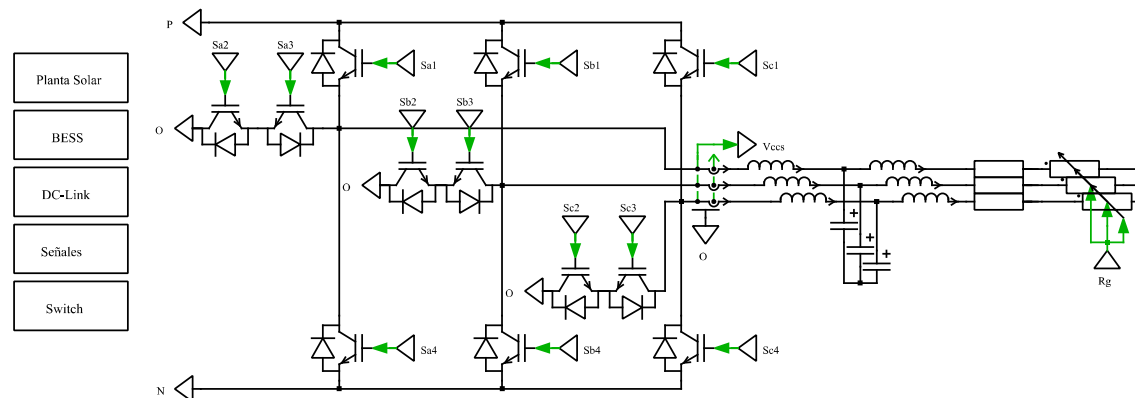 P
Sa2
Sa3
Sa1
Sb1
Sc1
Planta Solar
Sb2
Sb3
BESS
O
Vccs
DC-Link
O
Sc2
Sc3
Señales
O
Rg
O
Switch
Sa4
Sb4
Sc4
N